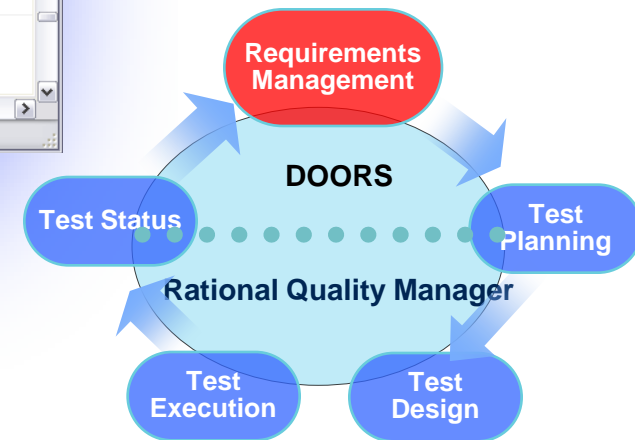 Requirements
Management
DOORS
Test Status
Test
Planning
Rational Quality Manager
Test
Execution
Test
Design